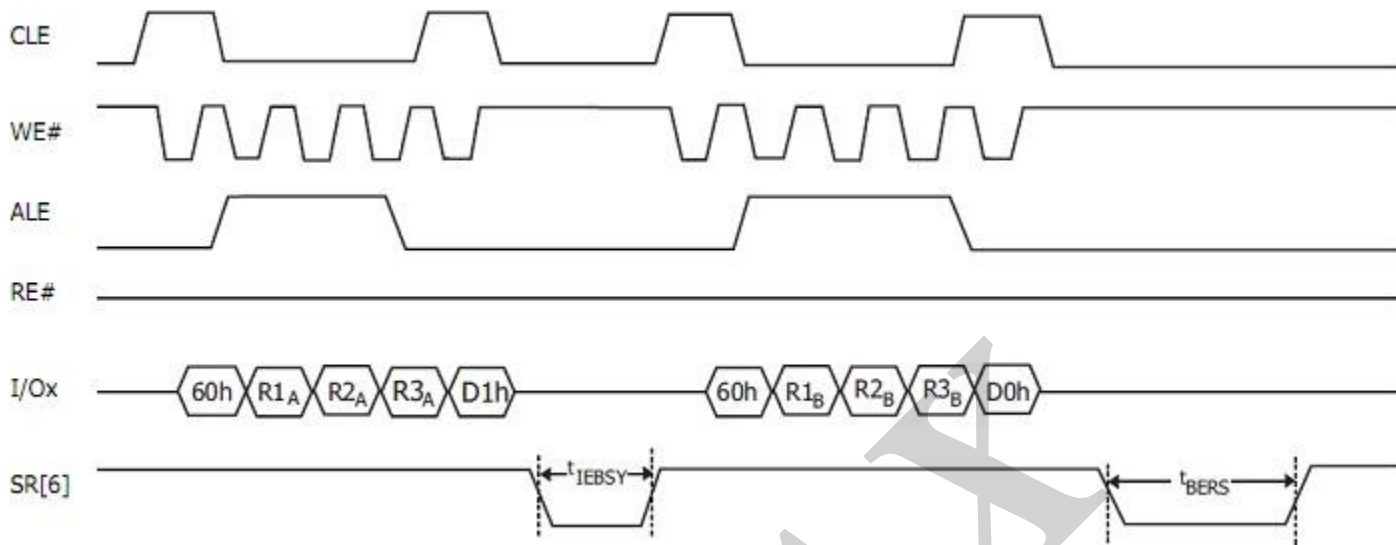 CLE
WE#
ALE
RE#
I/Ox 60h R1A R2A R3A D1h 60h R1B R2B R3B D0h
SR[6] tIEBSY tBERS